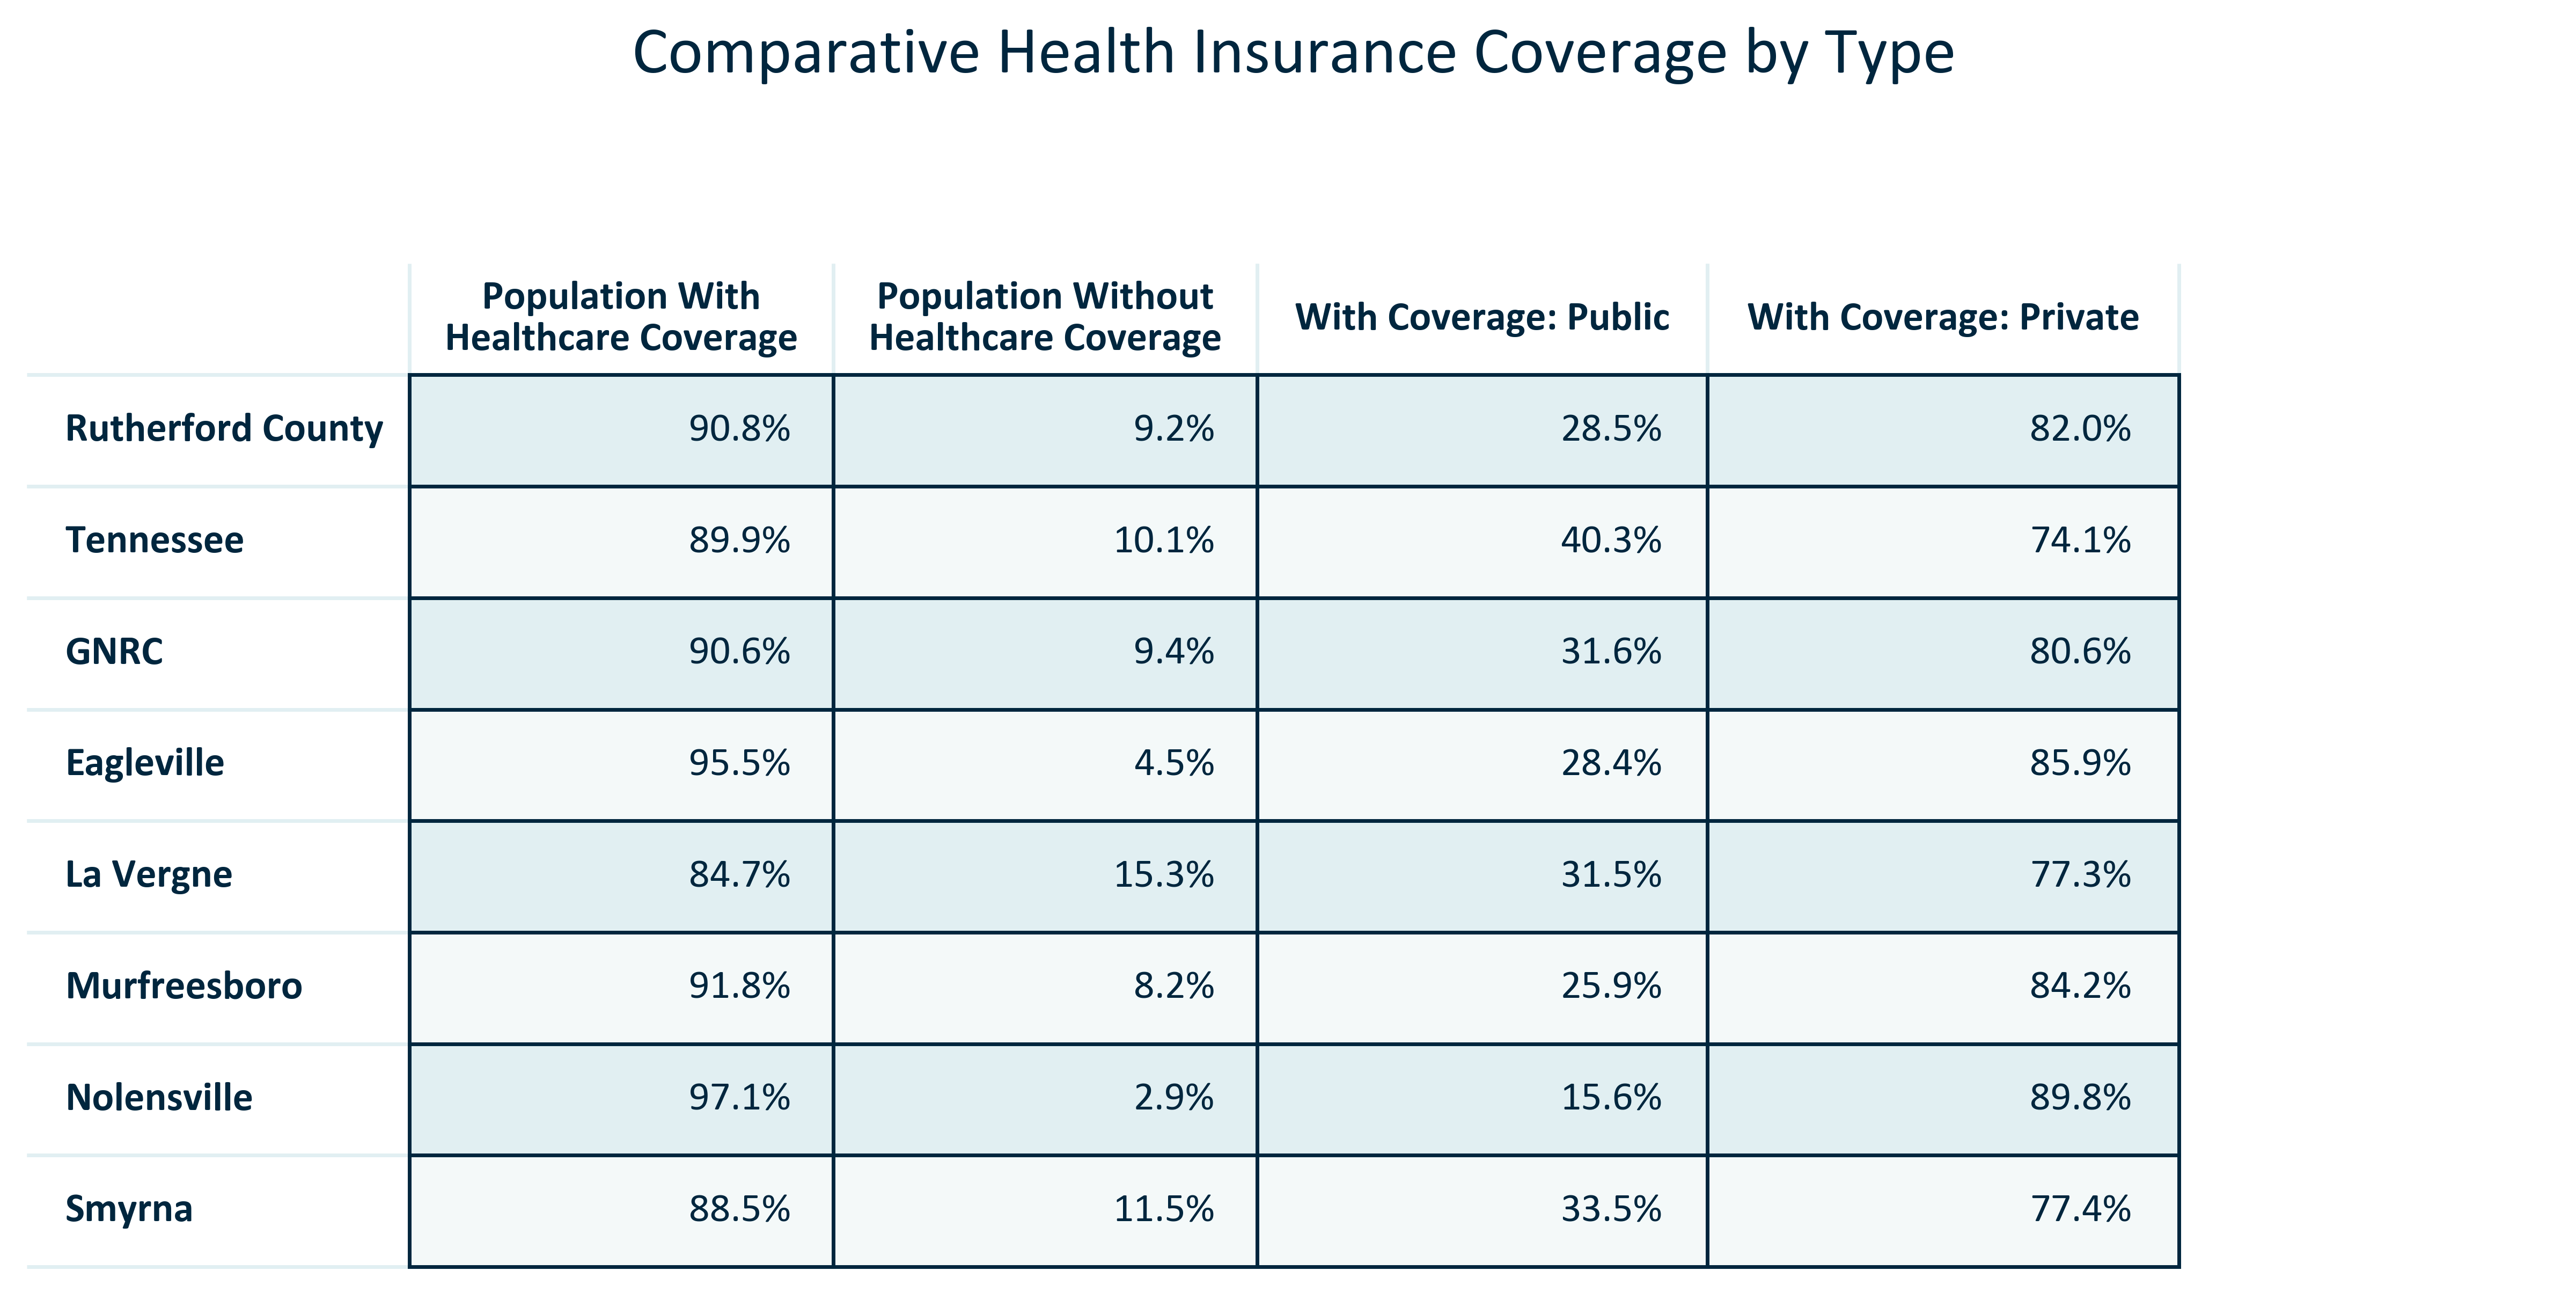 Comparative Health Insurance Coverage by Type
Population With
Healthcare Coverage
Population Without
Healthcare Coverage
With Coverage: Public
With Coverage: Private
Rutherford County 90.8% 9.2% 28.5% 82.0%
Tennessee 89.9% 10.1% 40.3% 74.1%
GNRC 90.6% 9.4% 31.6% 80.6%
Eagleville 95.5% 4.5% 28.4% 85.9%
La Vergne 84.7% 15.3% 31.5% 77.3%
Murfreesboro 91.8% 8.2% 25.9% 84.2%
Nolensville 97.1% 2.9% 15.6% 89.8%
Smyrna 88.5% 11.5% 33.5% 77.4%